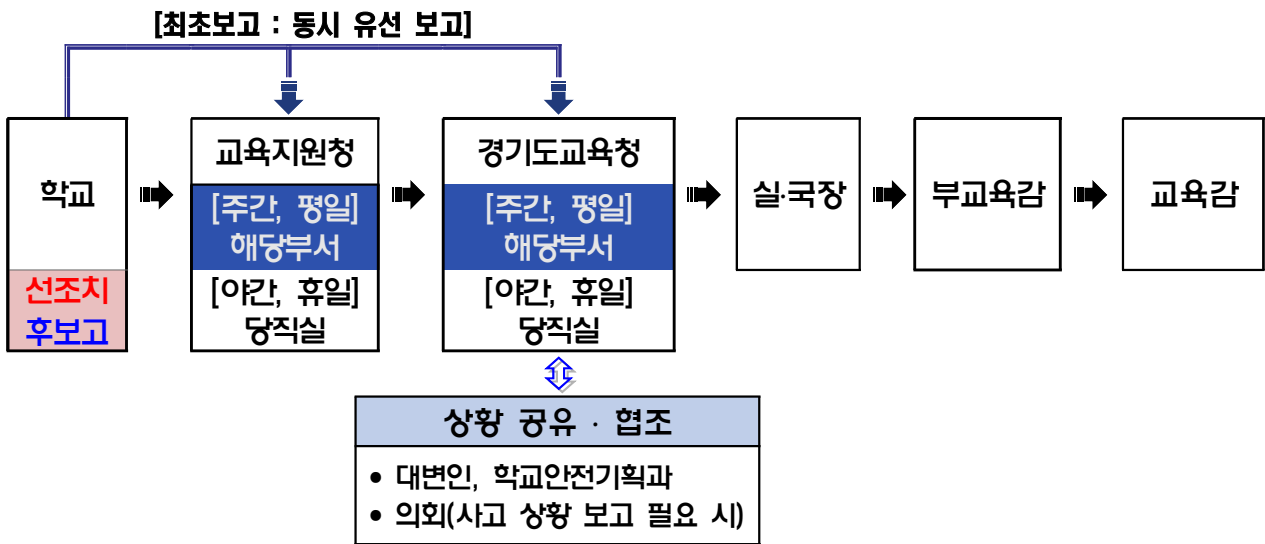 [최초보고 : 동시 유선 보고]
학교
선조치
후보고
교육지원청
[주간, 평일]
해당부서
[야간, 휴일]
당직실
경기도교육청
[주간, 평일]
해당부서
[야간, 휴일]
당직실
실·국장
부교육감
교육감
상황 공유 · 협조
• 대변인, 학교안전기획과
• 의회(사고 상황 보고 필요 시)